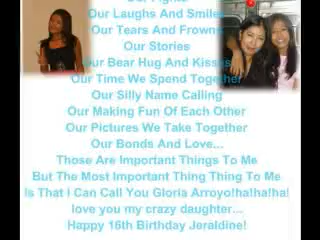 Our Fights
Our Laughs And Smiles
Our Tears And Frowns
Our Stories
Our Bear Hug And Kisses
Our Time We Spend Together
Our Silly Name Calling
Our Making Fun Of Each Other
Our Pictures We Take Together
Our Bonds And Love...
Those Are Important Things To Me
But The Most Important Thing Thing To Me
Is That I Can Call You Gloria Arroyo!ha!ha!ha!
love you my crazy daughter...
Happy 16th Birthday Jeraldine!